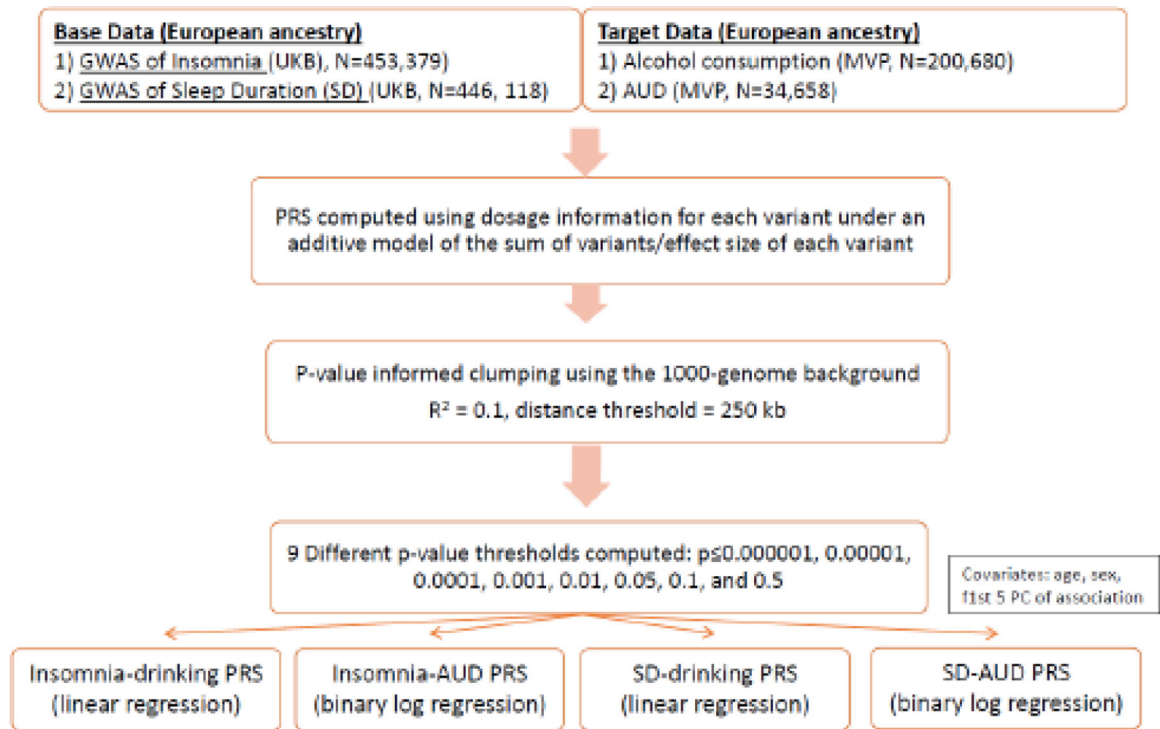 Base Data (European ancestry)
1) GWAS of Insomnia (UKB), N=453,379)
2) GWAS of Sleep Duration (SD) (UKB, N=446, 118)
Target Data (European ancestry)
1) Alcohol consumption (MVP, N=200,680)
2) AUD (MVP, N=34,658)
PRS computed using dosage information for each variant under an
additive model of the sum of variants/effect size of each variant
P-value informed clumping using the 1000-genome background
R² = 0.1, distance threshold = 250 kb
9 Different p-value thresholds computed: p≤0.000001, 0.00001,
0.0001, 0.001, 0.01, 0.05, 0.1, and 0.5
Covariates: age, sex,
f1st 5 PC of association
Insomnia-drinking PRS
(linear regression)
Insomnia-AUD PRS
(binary log regression)
SD-drinking PRS
(linear regression)
SD-AUD PRS
(binary log regression)